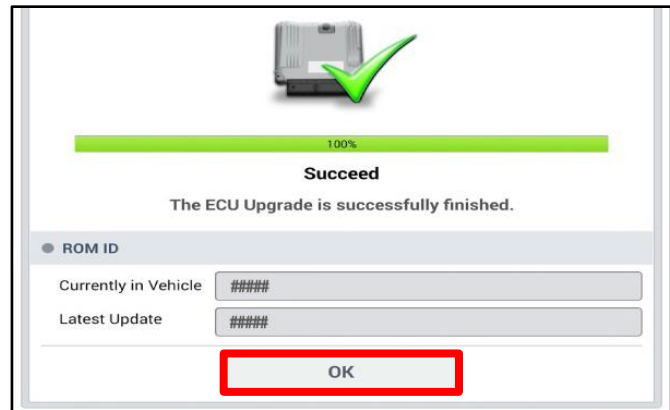 100%
Succeed
The ECU Upgrade is successfully finished.
ROM ID
Currently in Vehicle #####
Latest Update #####
OK